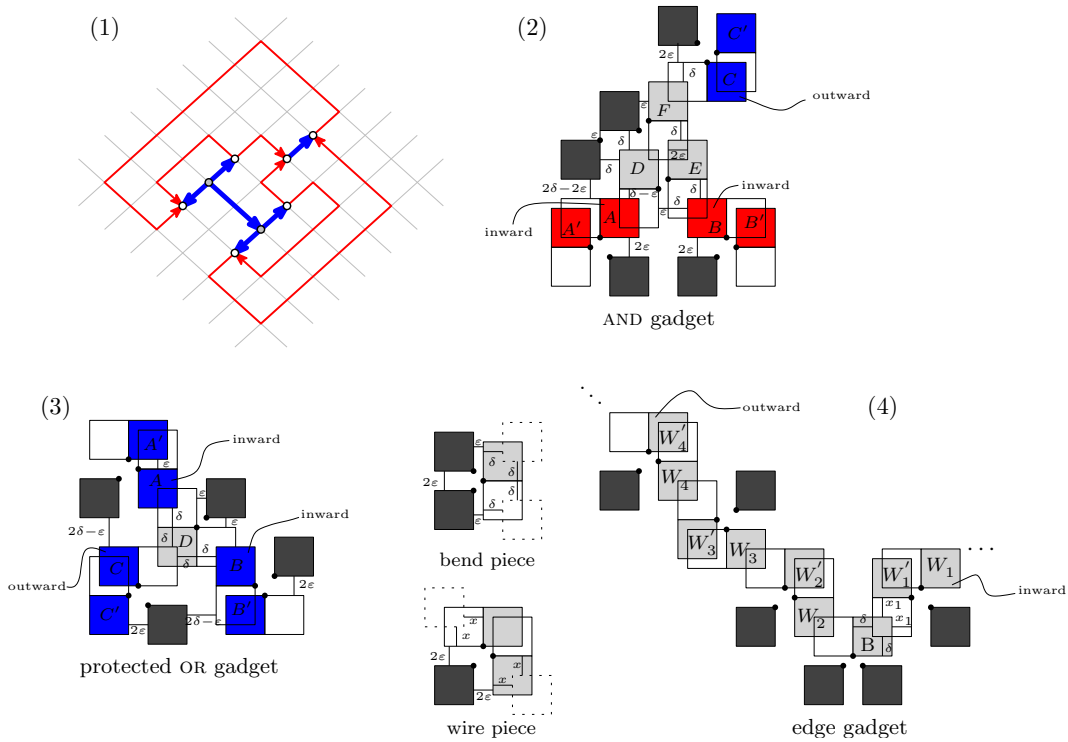 (1)
(2)
C′
2ε
δ
C
outward
ε
F
ε
δ
2ε
δ
D
E
2δ−2ε
δ−ε
δ
inward
inward
A′
A
ε
B
B′
2ε
2ε
AND gadget
(3)
(4)
outward
A′
inward
ε
W′4
ε
A
δ
δ
W4
2ε
ε
δ
ε
δ
2δ−ε
δ
D
inward
ε
W′3
W3
δ
bend piece
outward
C
B
2ε
W′2
W′1
W1
inward
x1
C′
B′
x
W2
δ
x1
2ε
2δ−ε
x
B
δ
protected OR gadget
2ε
x
x
2ε
wire piece
edge gadget